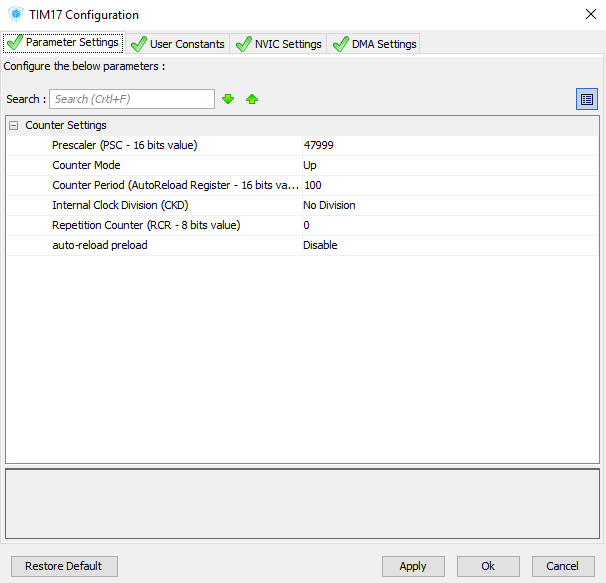 TIM17 Configuration
Parameter Settings User Constants NVIC Settings DMA Settings
Configure the below parameters :
Search : Search (Crtl+F)
Counter Settings
Prescaler (PSC - 16 bits value) 47999
Counter Mode Up
Counter Period (AutoReload Register - 16 bits va... 100
Internal Clock Division (CKD) No Division
Repetition Counter (RCR - 8 bits value) 0
auto-reload preload Disable
Restore Default Apply Ok Cancel